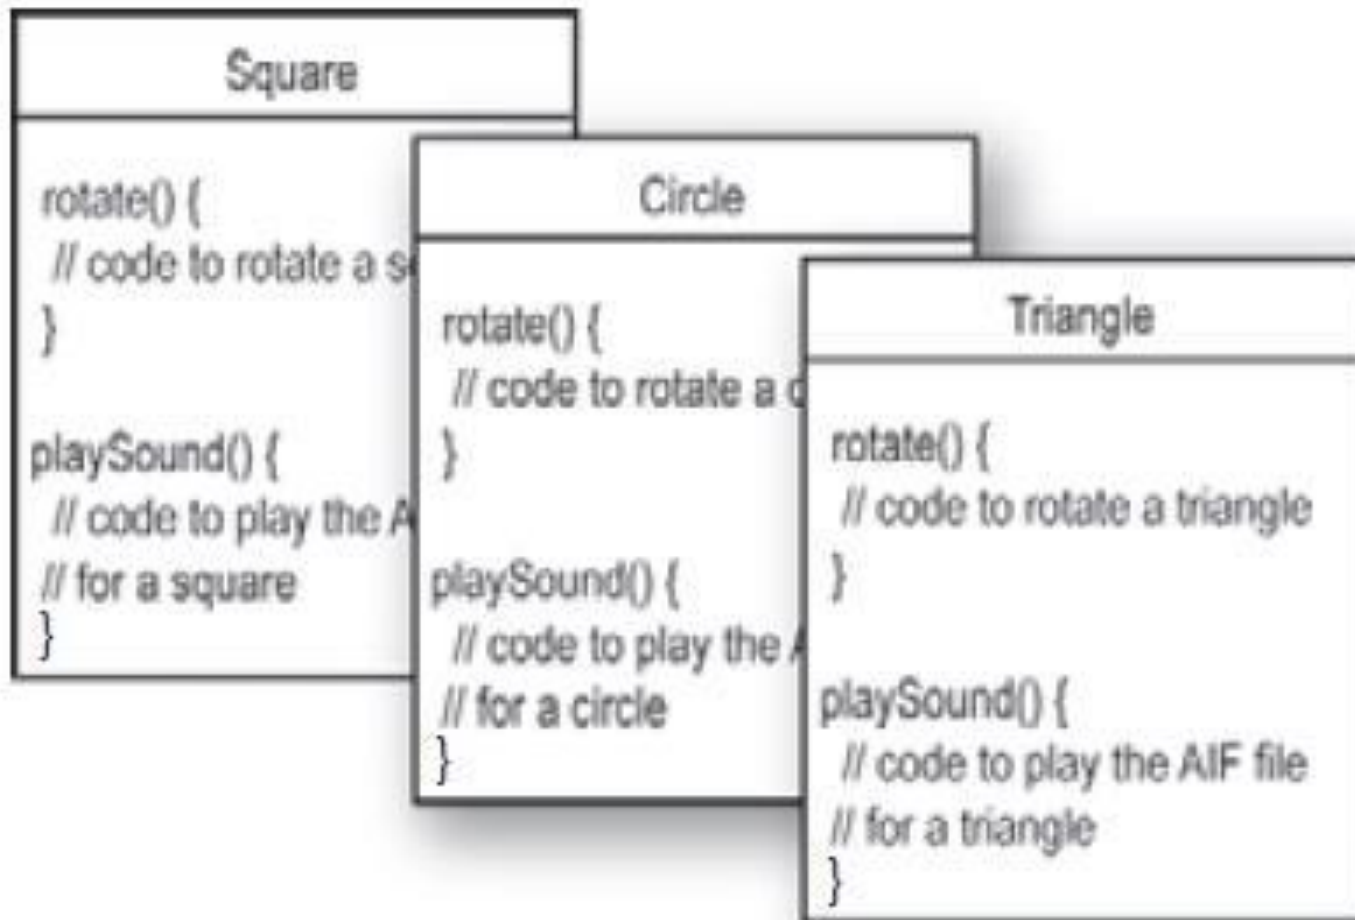 Square
rotate() {
// code to rotate a
}
playSound() {
// code to play the
// for a square
}
Circle
rotate() {
// code to rotate a
}
playSound() {
// code to play the
// for a circle
}
Triangle
rotate() {
// code to rotate a triangle
}
playSound() {
// code to play the AIF file
// for a triangle
}